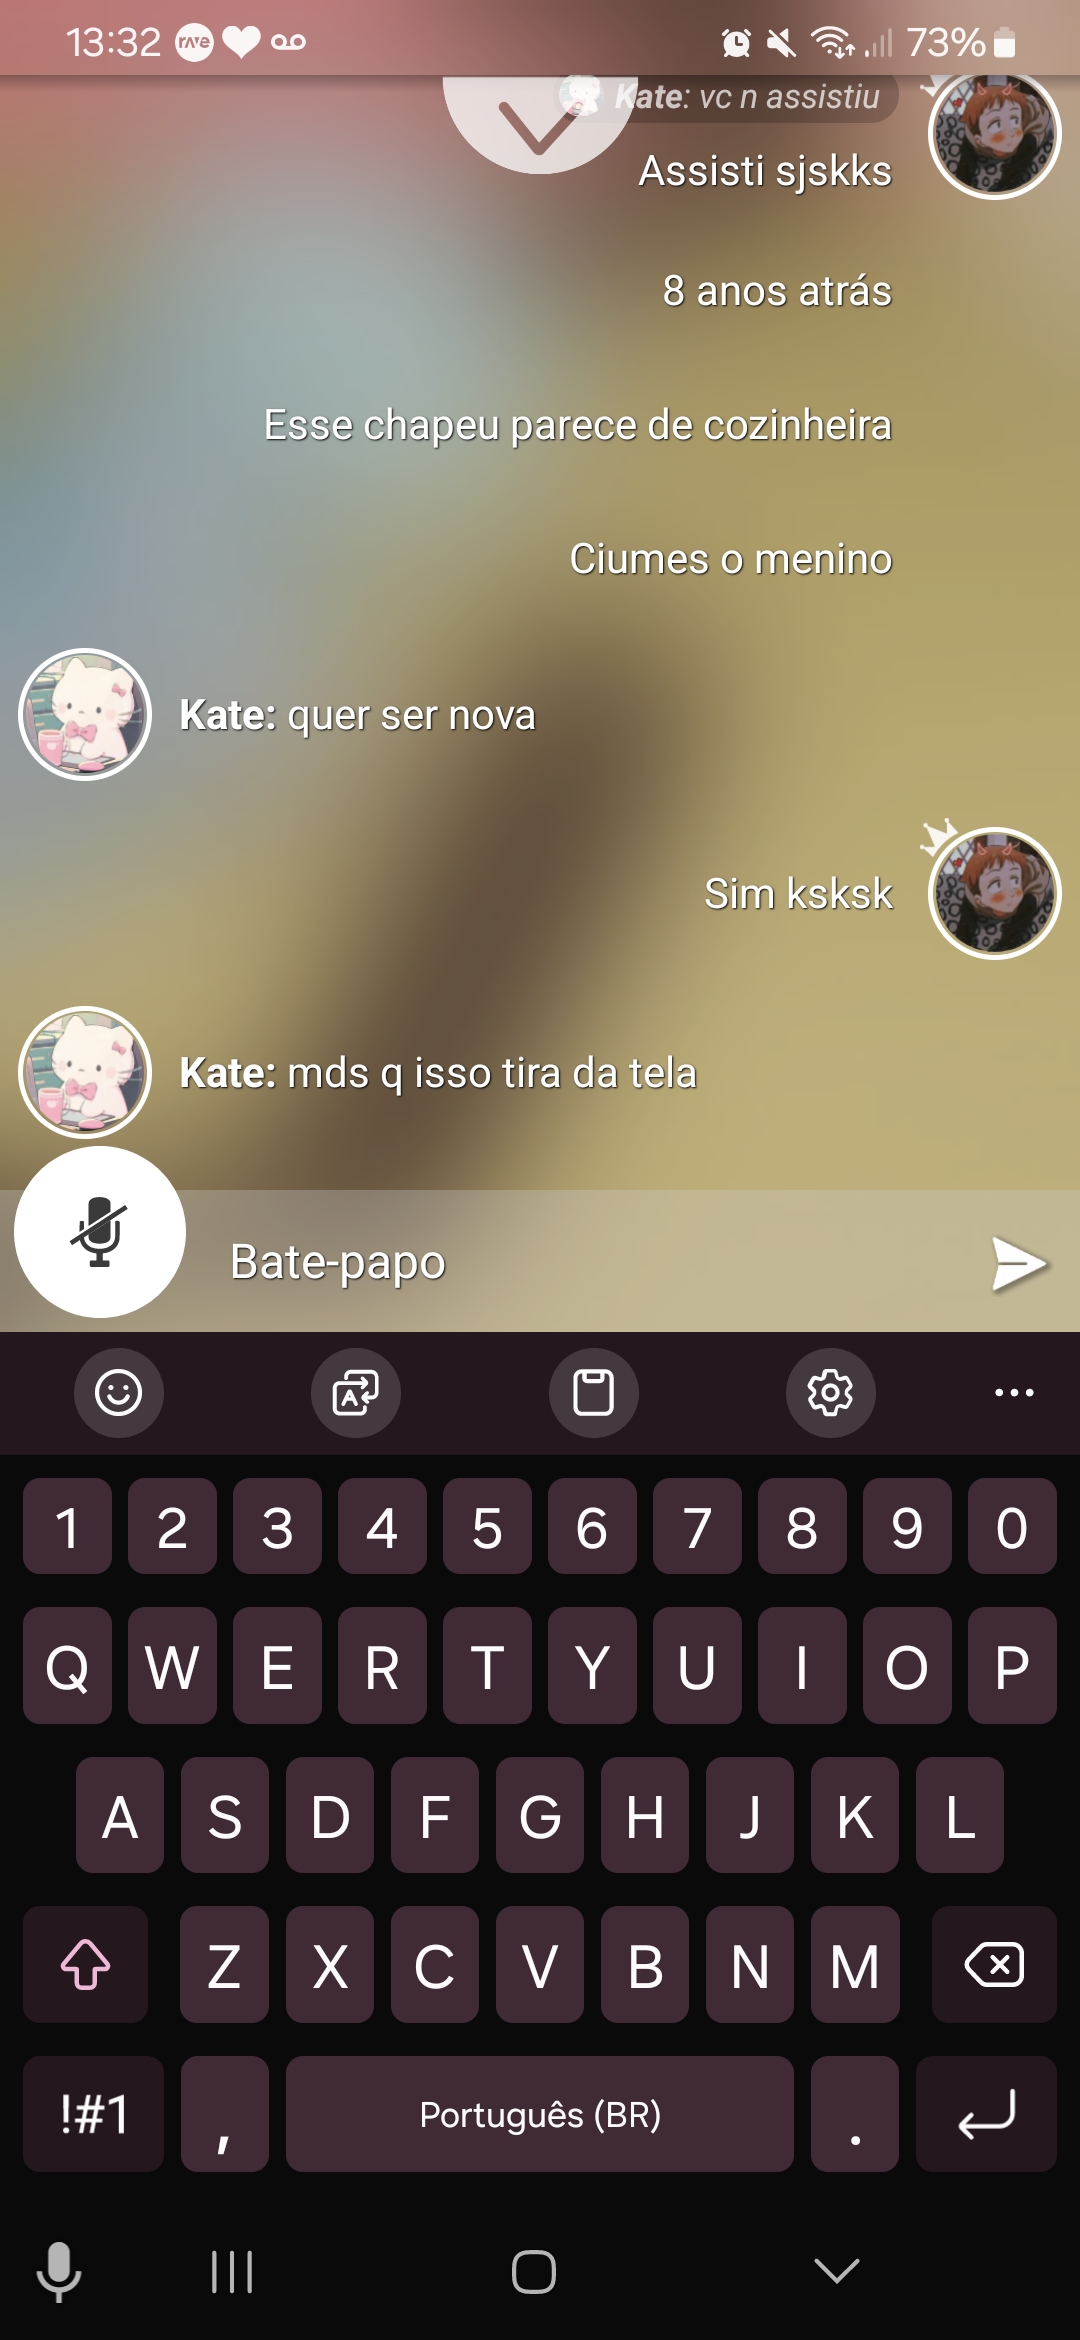 13:32 rave 73%
Kate: vc n assistiu
Assisti sjskks
8 anos atrás
Esse chapeu parece de cozinheira
Ciumes o menino
Kate: quer ser nova
Sim ksksk
Kate: mds q isso tira da tela
Bate-papo
1 2 3 4 5 6 7 8 9 0
Q W E R T Y U I O P
A S D F G H J K L
Z X C V B N M
!#1 , Português (BR) .